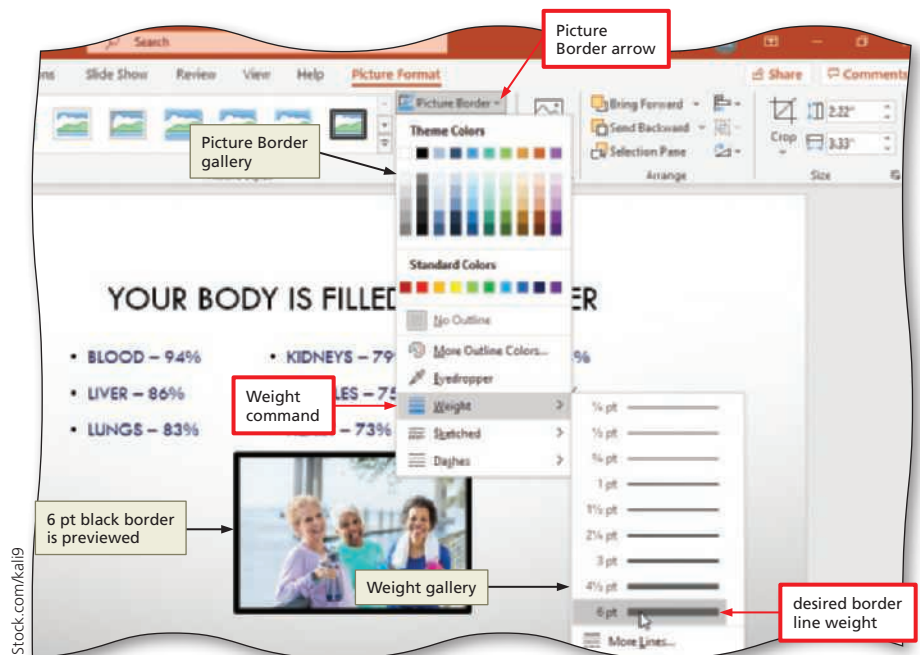 Search
Picture
Border arrow
ns Slide Show Review View Help Picture Format
Share Comments
Picture Border
Bring Forward
Send Backward
Selection Pane
Arrange
Crop
2.22"
3.33"
Size
Picture Border
gallery
Theme Colors
Standard Colors
No Outline
More Outline Colors...
Eyedropper
Weight
Sketched
Dashes
YOUR BODY IS FILLED
ER
• BLOOD – 94%
• KIDNEYS – 79
%
• LIVER – 86%
LES – 75
• LUNGS – 83%
– 73%
Weight
command
¼ pt
½ pt
¾ pt
1 pt
1½ pt
2¼ pt
3 pt
4½ pt
6 pt
More Lines...
6 pt black border
is previewed
Weight gallery
desired border
line weight
Stock.com/kali9